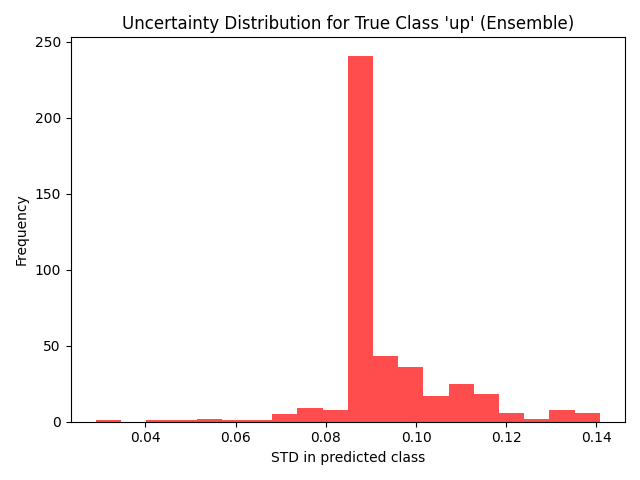 Uncertainty Distribution for True Class 'up' (Ensemble)
250
200
150
100
50
0
Frequency
0.04 0.06 0.08 0.10 0.12 0.14
STD in predicted class